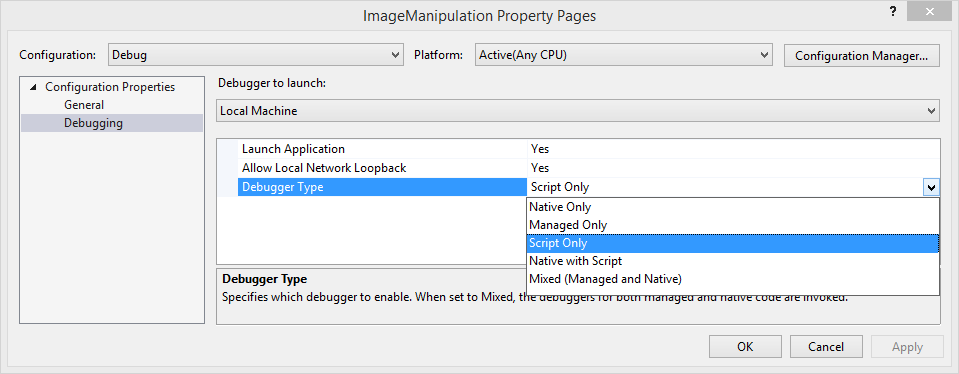 ImageManipulation Property Pages
?
Configuration: Debug Platform: Active(Any CPU) Configuration Manager...
Configuration Properties
General
Debugging
Debugger to launch:
Local Machine
Launch Application Yes
Allow Local Network Loopback Yes
Debugger Type Script Only
Native Only
Managed Only
Script Only
Native with Script
Mixed (Managed and Native)
Debugger Type
Specifies which debugger to enable. When set to Mixed, the debuggers for both managed and native code are invoked.
OK Cancel Apply